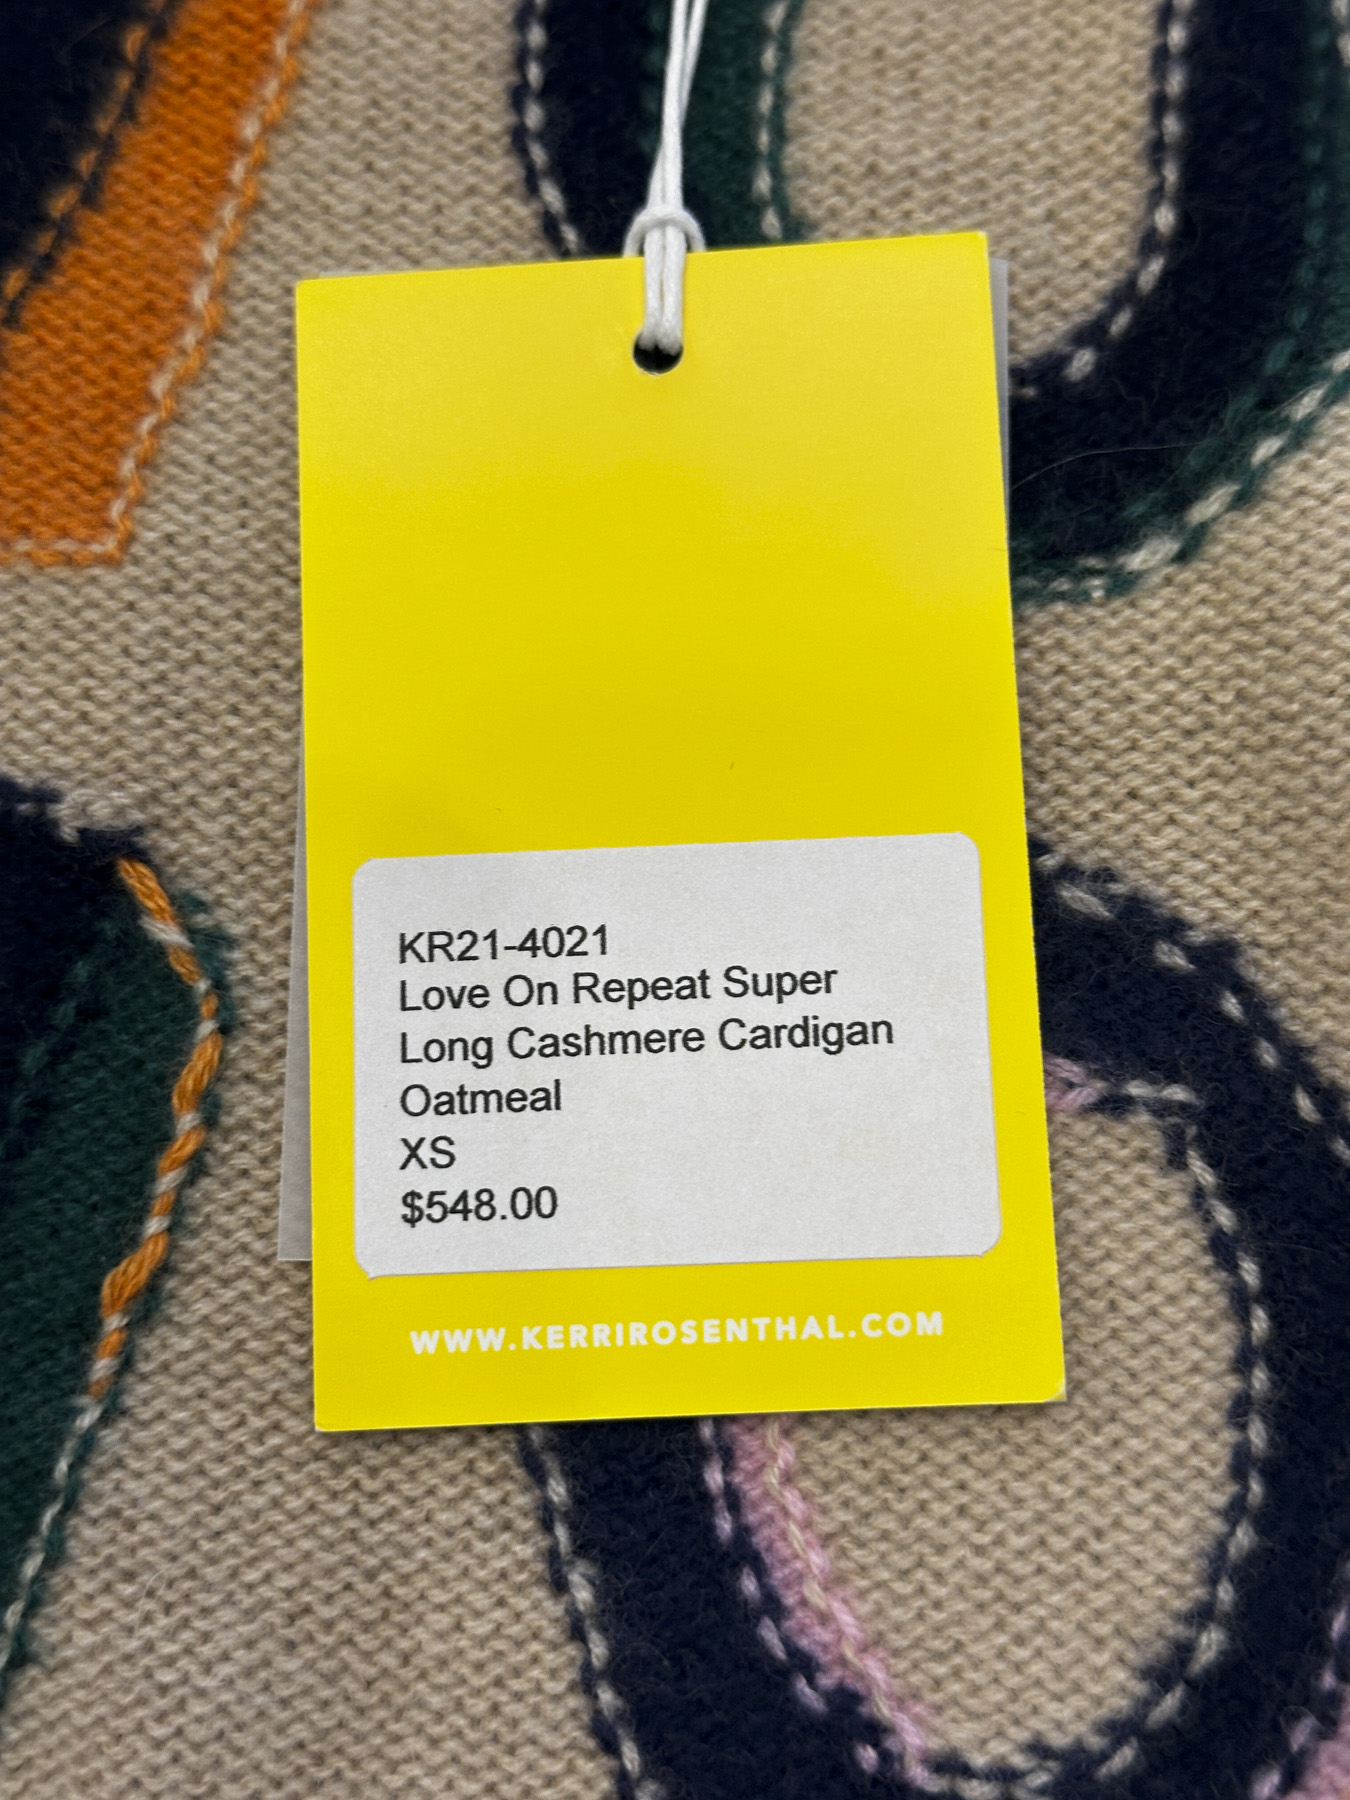 KR21-4021
Love On Repeat Super
Long Cashmere Cardigan
Oatmeal
XS
$548.00
WWW.KERRIROSENTHAL.COM